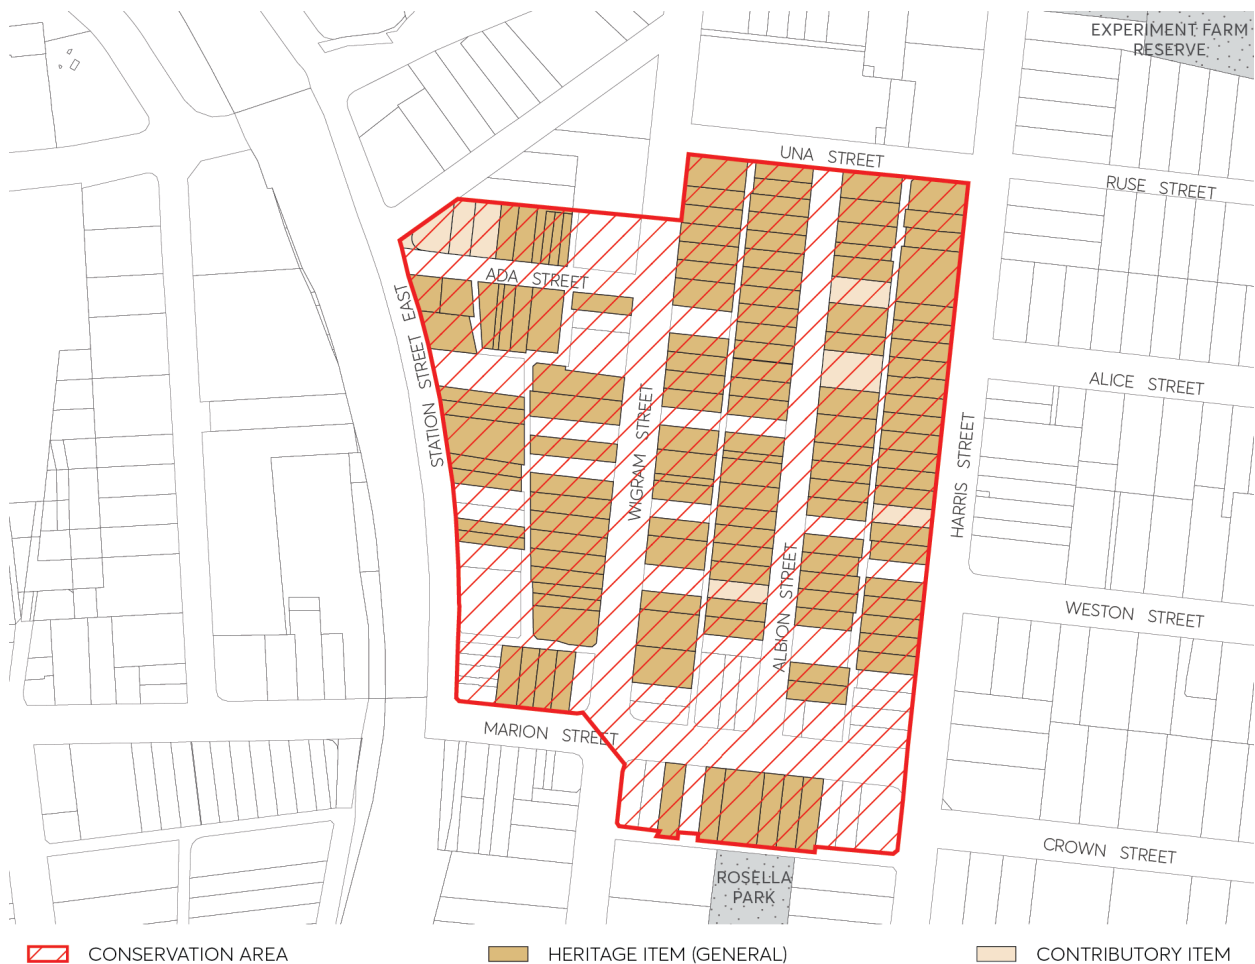 EXPERIMENT FARM
RESERVE
UNA STREET
RUSE STREET
ADA STREET
STATION STREET EAST
ALICE STREET
WIGRAM STREET
HARRIS STREET
ALBION STREET
WESTON STREET
MARION STREET
CROWN STREET
ROSELLA
PARK
CONSERVATION AREA
HERITAGE ITEM (GENERAL)
CONTRIBUTORY ITEM